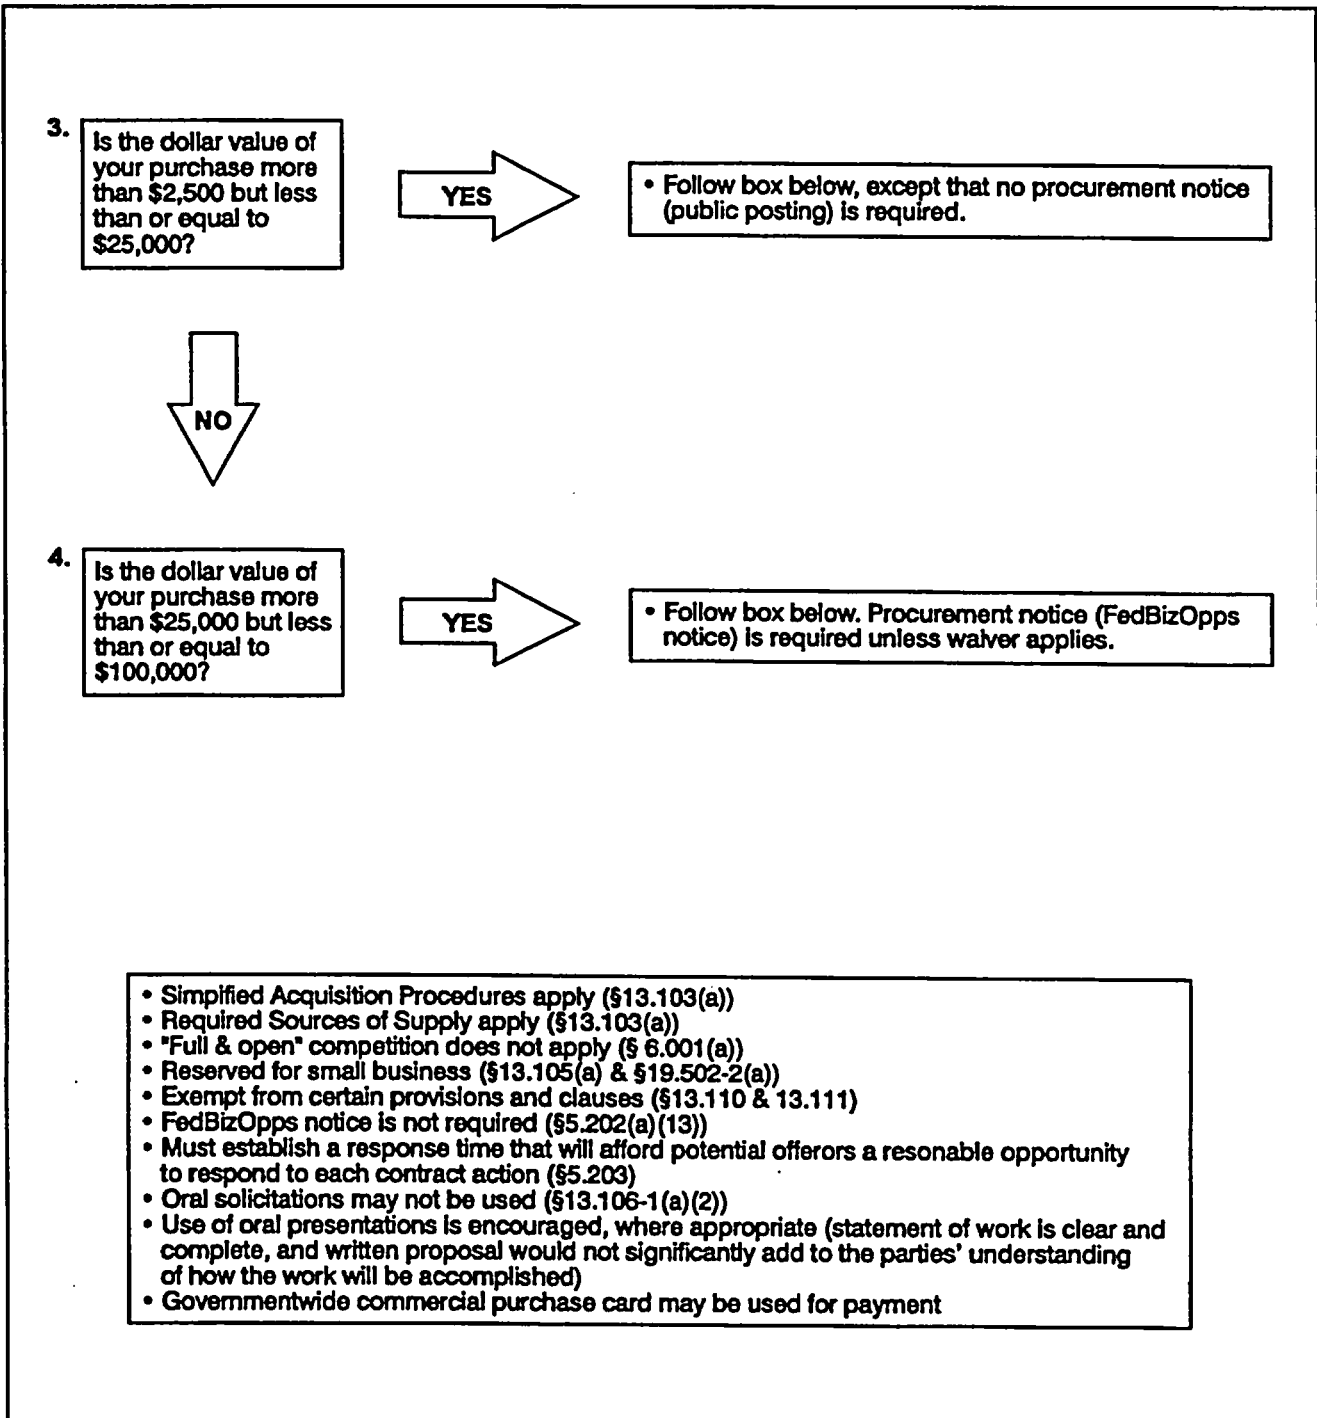 3.
Is the dollar value of
your purchase more
than $2,500 but less
than or equal to
$25,000?
YES
• Follow box below, except that no procurement notice
(public posting) is required.
NO
4.
Is the dollar value of
your purchase more
than $25,000 but less
than or equal to
$100,000?
YES
• Follow box below. Procurement notice (FedBizOpps
notice) is required unless waiver applies.
• Simpified Acquisition Procedures apply (§13.103(a))
• Required Sources of Supply apply (§13.103(a))
• "Full & open" competition does not apply (§ 6.001(a))
• Reserved for small business (§13.105(a) & §19.502-2(a))
• Exempt from certain provisions and clauses (§13.110 & 13.111)
• FedBizOpps notice is not required (§5.202(a)(13))
• Must establish a response time that will afford potential offerors a resonable opportunity
to respond to each contract action (§5.203)
• Oral solicitations may not be used (§13.106-1(a)(2))
• Use of oral presentations is encouraged, where appropriate (statement of work is clear and
complete, and written proposal would not significantly add to the parties' understanding
of how the work will be accomplished)
• Governmentwide commercial purchase card may be used for payment